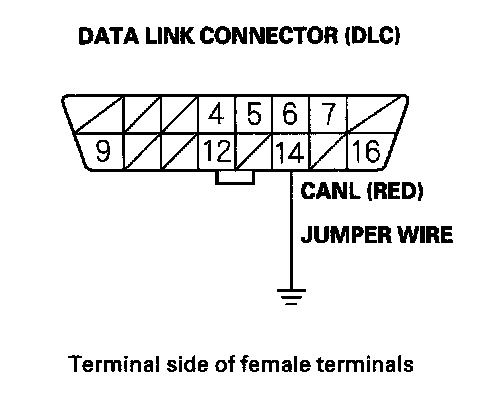 DATA LINK CONNECTOR (DLC)
4 5 6 7
9 12 14 16
CANL (RED)
JUMPER WIRE
Terminal side of female terminals